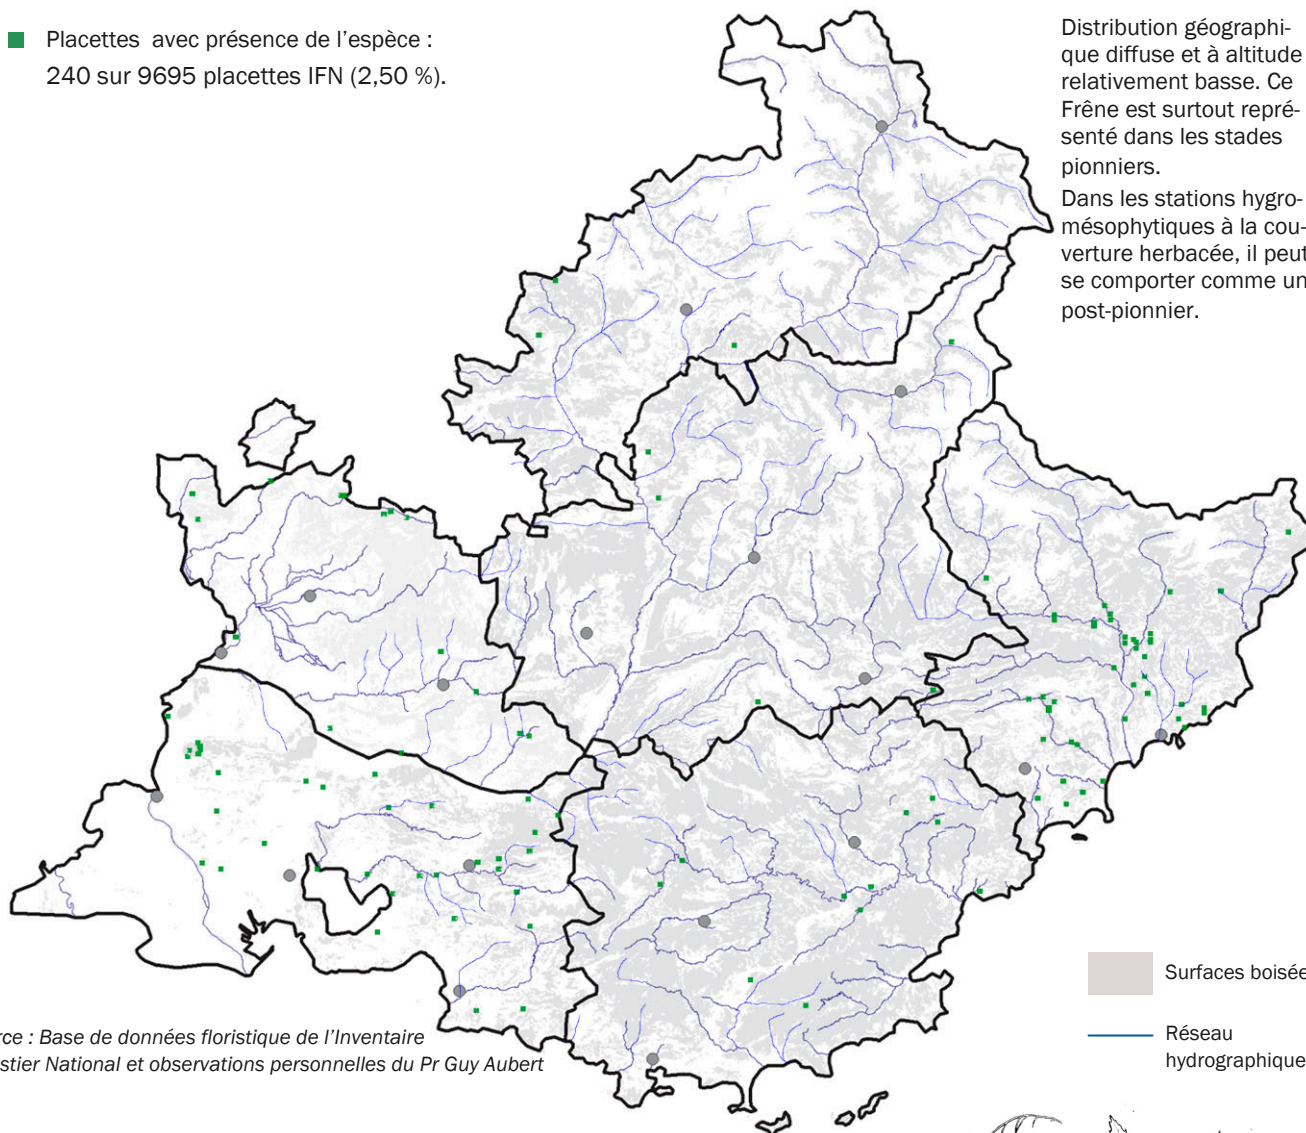 Placettes avec présence de l'espèce :
240 sur 9695 placettes IFN (2,50 %).
Distribution géographi-
que diffuse et à altitude
relativement basse. Ce
Frêne est surtout repré-
senté dans les stades
pionniers.
Dans les stations hygro-
mésophytiques à la cou-
verture herbacée, il peut
se comporter comme un
post-pionnier.
Surfaces boisée
Réseau
hydrographique
rce : Base de données floristique de l'Inventaire
stier National et observations personnelles du Pr Guy Aubert